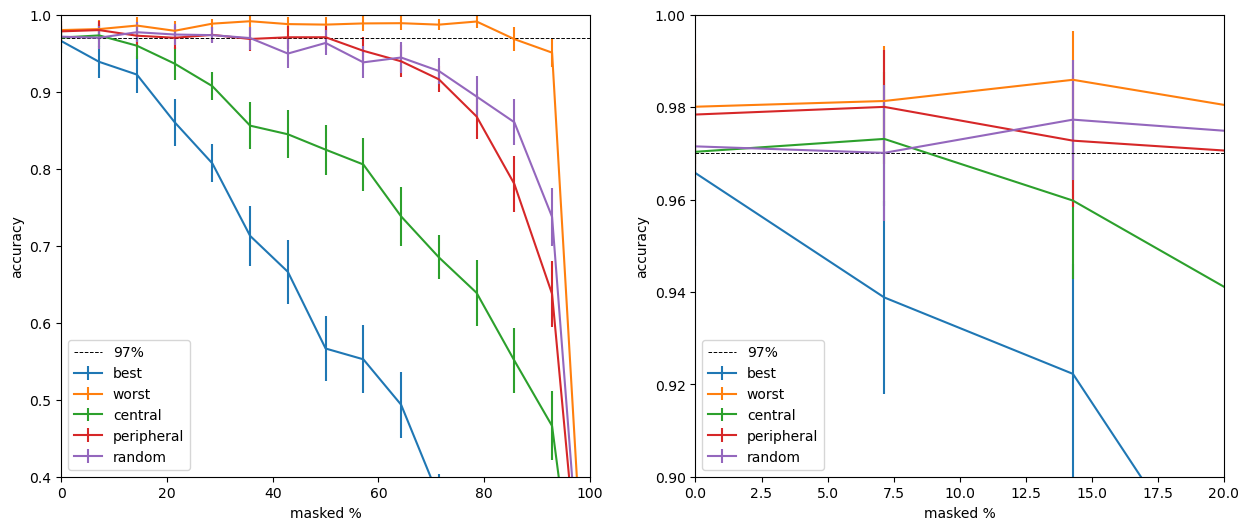 1.0
0.9
0.8
0.7
0.6
0.5
0.4
accuracy
97%
best
worst
central
peripheral
random
0 20 40 60 80 100
masked %
1.00
0.98
0.96
0.94
0.92
0.90
accuracy
97%
best
worst
central
peripheral
random
0.0 2.5 5.0 7.5 10.0 12.5 15.0 17.5 20.0
masked %